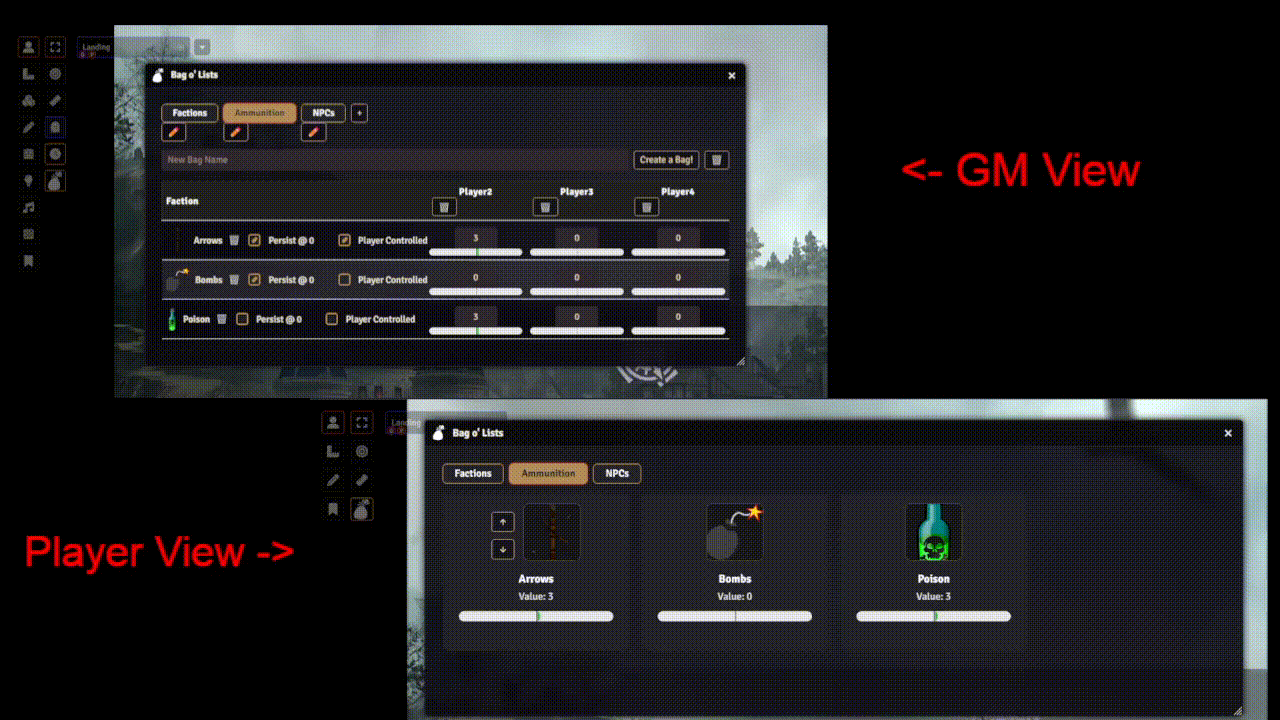 Landing
Bag o' Lists
Factions Ammunition NPCs +
New Bag Name Create a Bag!
Faction Player2 Player3 Player4
Arrows Persist @ 0 Player Controlled 3 0 0
Bombs Persist @ 0 Player Controlled 0 0 0
Poison Persist @ 0 Player Controlled 3 0 0
<- GM View
Landing
Bag o' Lists
Factions Ammunition NPCs
Arrows Bombs Poison
Value: 3 Value: 0 Value: 3
Player View ->